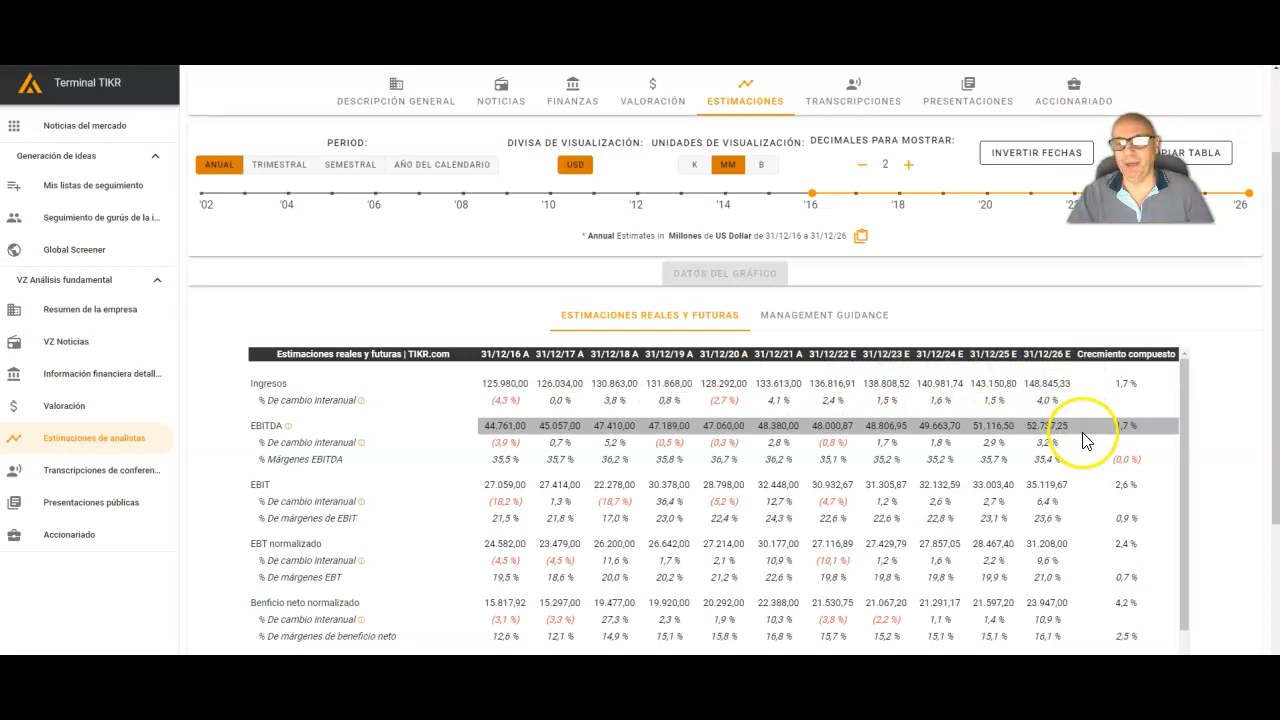 Terminal TIKR
DESCRIPCIÓN GENERAL NOTICIAS FINANZAS VALORACIÓN ESTIMACIONES TRANSCRIPCIONES PRESENTACIONES ACCIONARIADO
Noticias del mercado
Generación de ideas
Mis listas de seguimiento
Seguimiento de gurús de la i...
Global Screener
VZ Análisis fundamental
Resumen de la empresa
VZ Noticias
Información financiera detall...
Valoración
Estimaciones de analistas
Transcripciones de conferen...
Presentaciones públicas
Accionariado
PERIOD: DIVISA DE VISUALIZACIÓN: UNIDADES DE VISUALIZACIÓN: DECIMALES PARA MOSTRAR:
ANUAL TRIMESTRAL SEMESTRAL AÑO DEL CALENDARIO USD K MM B − 2 + INVERTIR FECHAS TABLA
'02 '04 '06 '08 '10 '12 '14 '16 '18 '20 '26
* Annual Estimates in Millones de US Dollar de 31/12/16 a 31/12/26
DATOS DEL GRÁFICO
ESTIMACIONES REALES Y FUTURAS MANAGEMENT GUIDANCE
Estimaciones reales y futuras | TIKR.com 31/12/16 A 31/12/17 A 31/12/18 A 31/12/19 A 31/12/20 A 31/12/21 A 31/12/22 E 31/12/23 E 31/12/24 E 31/12/25 E 31/12/26 E Crecmiento compuesto
Ingresos 125.980,00 126.034,00 130.863,00 131.868,00 128.292,00 133.613,00 136.816,91 138.808,52 140.981,74 143.150,80 148.845,33 1,7 %
% De cambio interanual (4,3 %) 0,0 % 3,8 % 0,8 % (2,7 %) 4,1 % 2,4 % 1,5 % 1,6 % 1,5 % 4,0 %
EBITDA 44.761,00 45.057,00 47.410,00 47.189,00 47.060,00 48.380,00 48.000,87 48.806,95 49.663,70 51.116,50 52.737,25 1,7 %
% De cambio interanual (3,9 %) 0,7 % 5,2 % (0,5 %) (0,3 %) 2,8 % (0,8 %) 1,7 % 1,8 % 2,9 % 3,2 %
% Márgenes EBITDA 35,5 % 35,7 % 36,2 % 35,8 % 36,7 % 36,2 % 35,1 % 35,2 % 35,2 % 35,7 % 35,4 % (0,0 %)
EBIT 27.059,00 27.414,00 22.278,00 30.378,00 28.798,00 32.448,00 30.932,67 31.305,87 32.132,59 33.003,40 35.119,67 2,6 %
% De cambio interanual (18,2 %) 1,3 % (18,7 %) 36,4 % (5,2 %) 12,7 % (4,7 %) 1,2 % 2,6 % 2,7 % 6,4 %
% De márgenes de EBIT 21,5 % 21,8 % 17,0 % 23,0 % 22,4 % 24,3 % 22,6 % 22,6 % 22,8 % 23,1 % 23,6 % 0,9 %
EBT normalizado 24.582,00 23.479,00 26.200,00 26.642,00 27.214,00 30.177,00 27.116,89 27.429,79 27.857,05 28.467,40 31.208,00 2,4 %
% De cambio interanual (4,5 %) (4,5 %) 11,6 % 1,7 % 2,1 % 10,9 % (10,1 %) 1,2 % 1,6 % 2,2 % 9,6 %
% De márgenes EBT 19,5 % 18,6 % 20,0 % 20,2 % 21,2 % 22,6 % 19,8 % 19,8 % 19,8 % 19,9 % 21,0 % 0,7 %
Benficio neto normalizado 15.817,92 15.297,00 19.477,00 19.920,00 20.292,00 22.388,00 21.530,75 21.067,20 21.291,17 21.597,20 23.947,00 4,2 %
% De cambio interanual (3,1 %) (3,3 %) 27,3 % 2,3 % 1,9 % 10,3 % (3,8 %) (2,2 %) 1,1 % 1,4 % 10,9 %
% De márgenes de beneficio neto 12,6 % 12,1 % 14,9 % 15,1 % 15,8 % 16,8 % 15,7 % 15,2 % 15,1 % 15,1 % 16,1 % 2,5 %